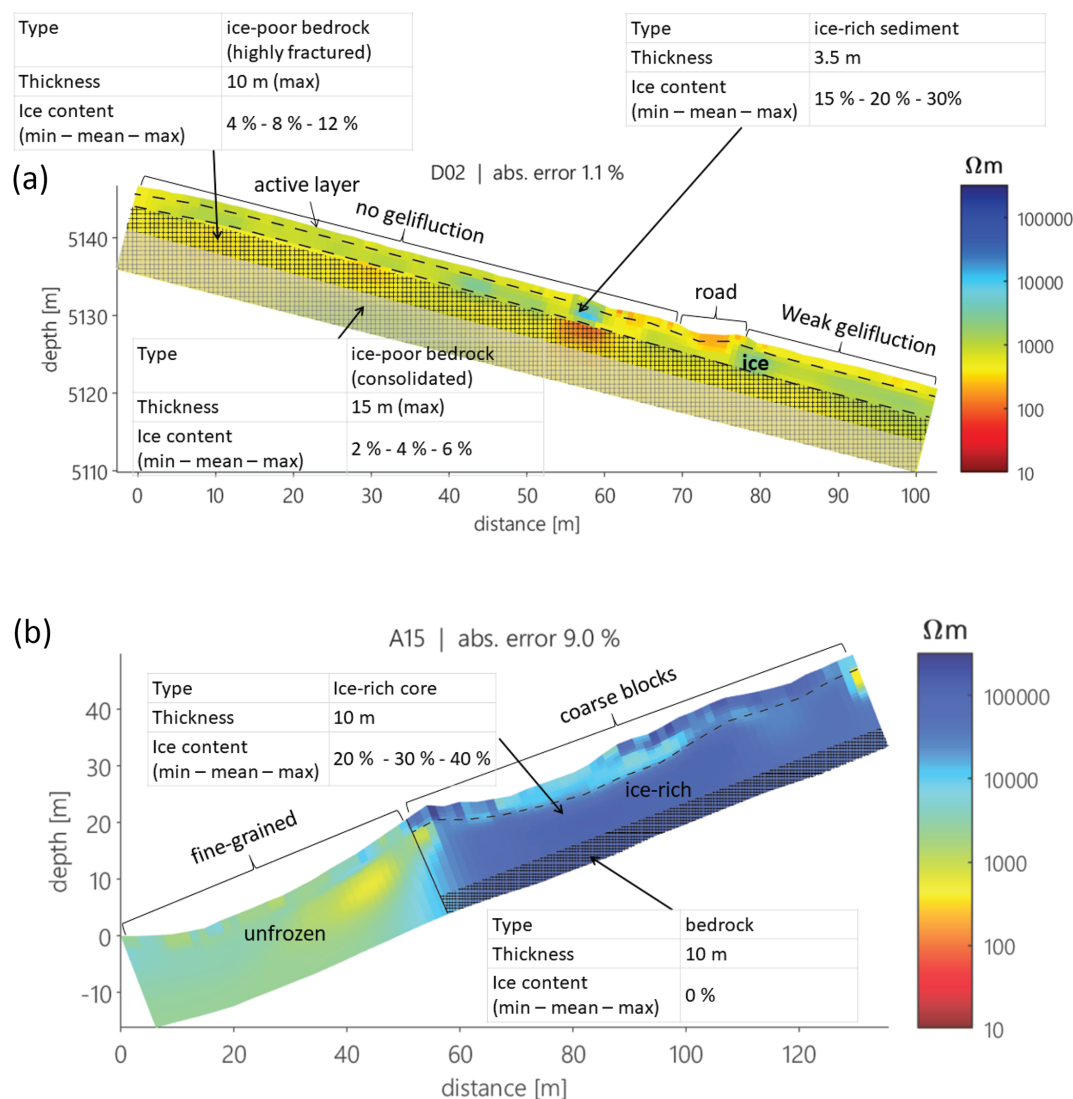 Type ice-poor bedrock
(highly fractured)
Thickness 10 m (max)
Ice content
(min – mean – max) 4 % - 8 % - 12 %
Type ice-rich sediment
Thickness 3.5 m
Ice content
(min – mean – max) 15 % - 20 % - 30%
(a)
D02 | abs. error 1.1 %
Ωm
active layer
no gelifluction
road
Weak gelifluction
ice
depth [m]
5140
5130
5120
5110
Type ice-poor bedrock
(consolidated)
Thickness 15 m (max)
Ice content
(min – mean – max) 2 % - 4 % - 6 %
100000
10000
1000
100
10
0 10 20 30 40 50 60 70 80 90 100
distance [m]
(b)
A15 | abs. error 9.0 %
Ωm
Type Ice-rich core
Thickness 10 m
Ice content
(min – mean – max) 20 % - 30 % - 40 %
coarse blocks
ice-rich
fine-grained
unfrozen
depth [m]
40
30
20
10
0
-10
Type bedrock
Thickness 10 m
Ice content
(min – mean – max) 0 %
100000
10000
1000
100
10
0 20 40 60 80 100 120
distance [m]